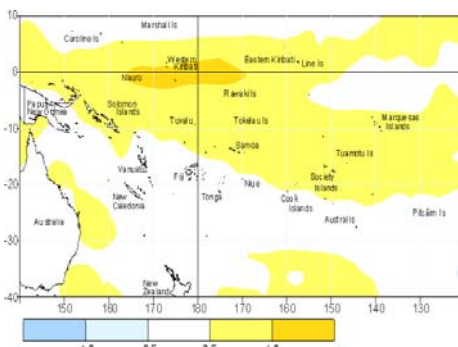 10
Marshall Is
Caroline Is
Western
Kiribati
Eastern Kiribati
Line Is
0
Nauru
Papua
New Guinea
Solomon
Islands
Rawaki Is
Marquesas
Islands
Tuvalu
Tokelau Is
-10
Samoa
Tuamotu Is
Vanuatu
Fiji
Society
Islands
Niue
-20
New
Caledonia
Tonga
Cook
Islands
Australia
Austral Is
Pitcairn Is
-30
New
Zealand
-40
150 160 170 180 170 160 150 140 130